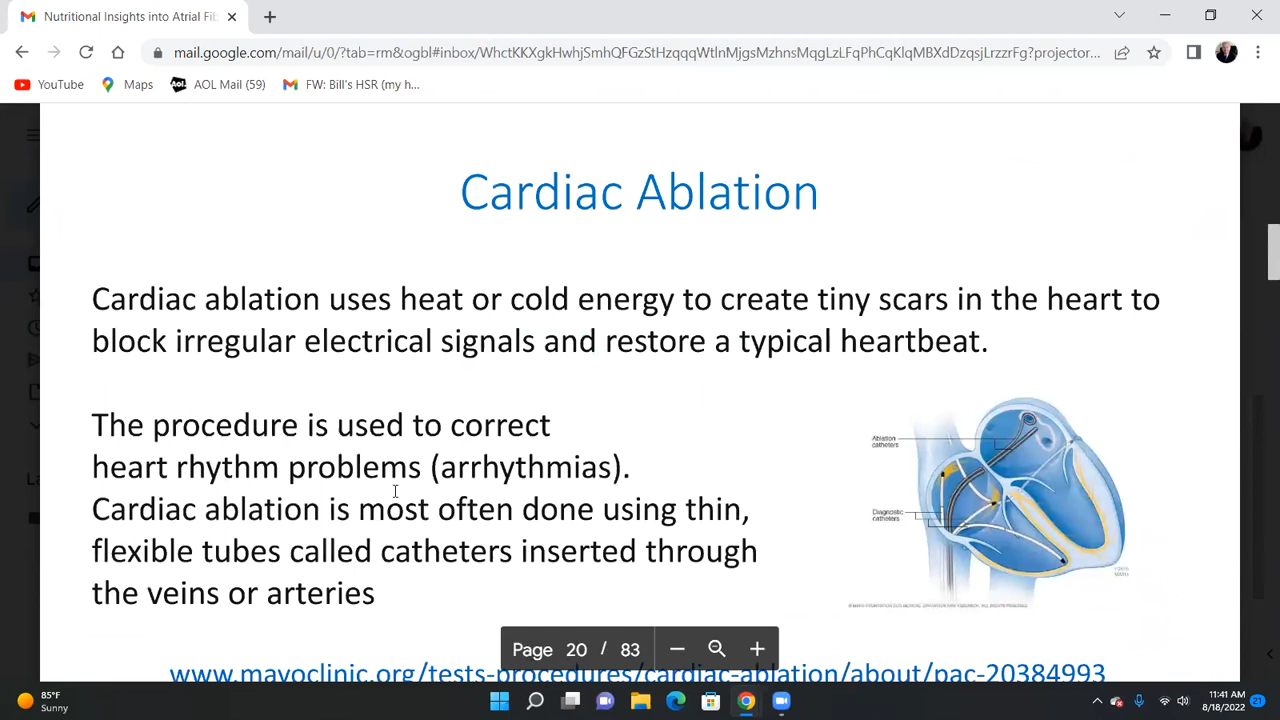 Nutritional Insights into Atrial Fib
mail.google.com/mail/u/0/?tab=rm&ogbl#inbox/WhctKKXgkHwhjSmhQFGzStHzqqqWtlnMjgsMzhnsMqgLzLFqPhCqKlqMBXdDzqsjLrzzrFg?projector...
YouTube
Maps
AOL Mail (59)
FW: Bill's HSR (my h...
Cardiac Ablation
Cardiac ablation uses heat or cold energy to create tiny scars in the heart to
block irregular electrical signals and restore a typical heartbeat.
The procedure is used to correct
heart rhythm problems (arrhythmias).
Cardiac ablation is most often done using thin,
flexible tubes called catheters inserted through
the veins or arteries
Ablation
catheters
Diagnostic
catheters
Page 20 / 83
www.mayoclinic.org/tests-procedures/cardiac-ablation/about/pac-20384993
85°F
Sunny
11:41 AM
8/18/2022
21